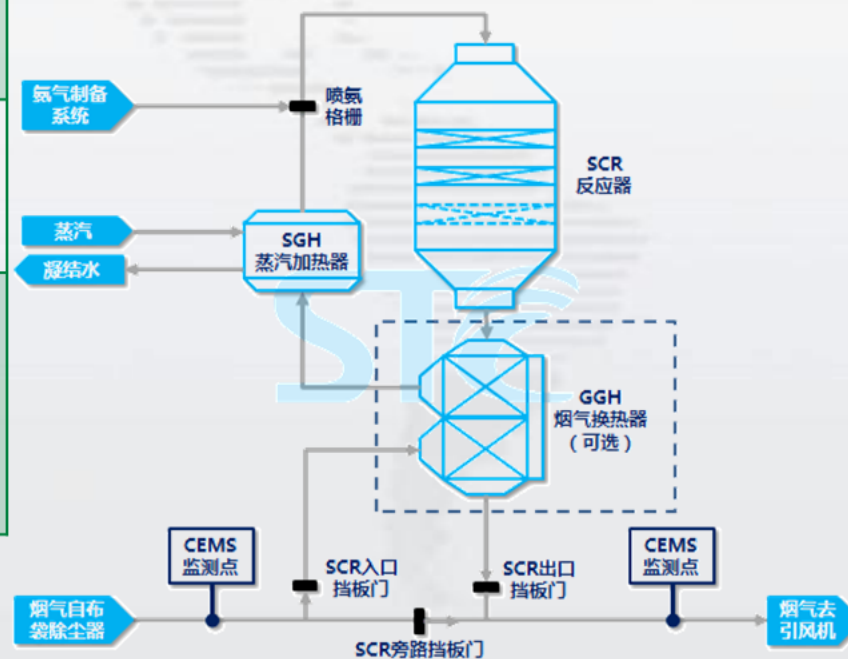 氨气制备
系统
喷氨
格栅
SCR
反应器
蒸汽
凝结水
SGH
蒸汽加热器
STC
GGH
烟气换热器
（可选）
CEMS
监测点
SCR入口
挡板门
SCR出口
挡板门
CEMS
监测点
烟气自布
袋除尘器
SCR旁路挡板门
烟气去
引风机